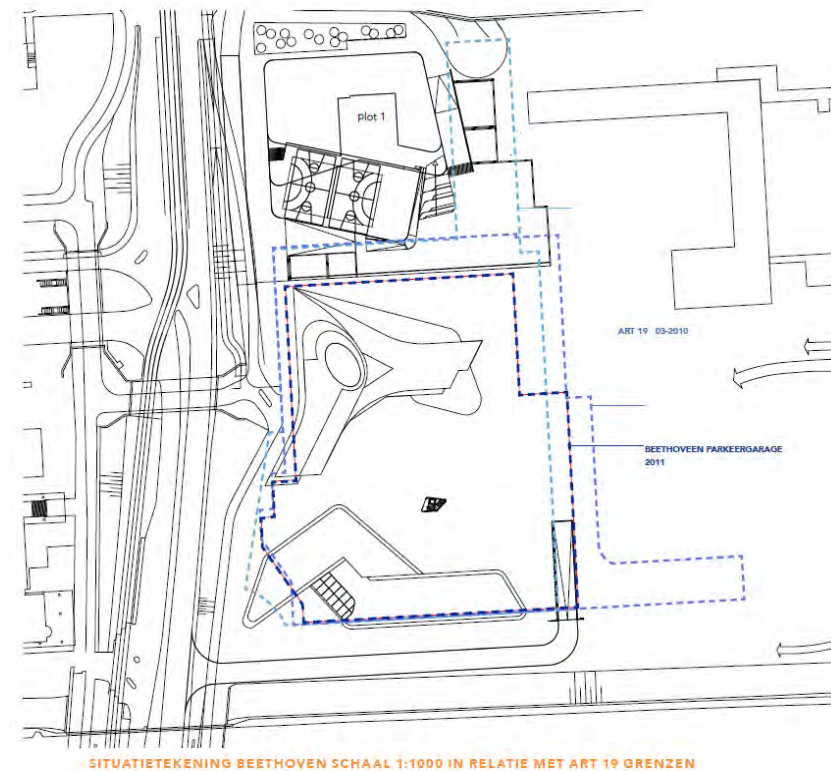 plot 1
ART 19 03-2010
BEETHOVEEN PARKEERGARAGE
2011
SITUATIETEKENING BEETHOVEN SCHAAL 1:1000 IN RELATIE MET ART 19 GRENZEN